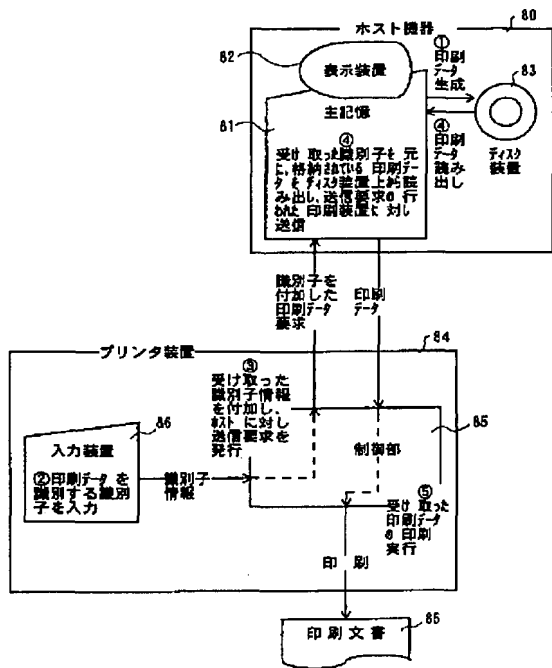 ホスト機器
80
82
表示装置
①
印刷
データ
生成
83
主記憶
81
④
受け取った識別子を元
に、格納されている印刷デー
タをディスク装置上から読
み出し、送信要求の行
われた印刷装置に対し
送信
④
印刷
データ
読み
出し
ディスク
装置
識別子を
付加した
印刷データ
要求
印刷
データ
プリンタ装置
84
③
受け取った
識別子情報
を付加し、
ホストに対し
送信要求を
発行
85
86
入力装置
②印刷データを
識別する識別
子を入力
識別子
情報
制御部
⑤
受け取った
印刷データ
の印刷
実行
印刷
印刷文書
86